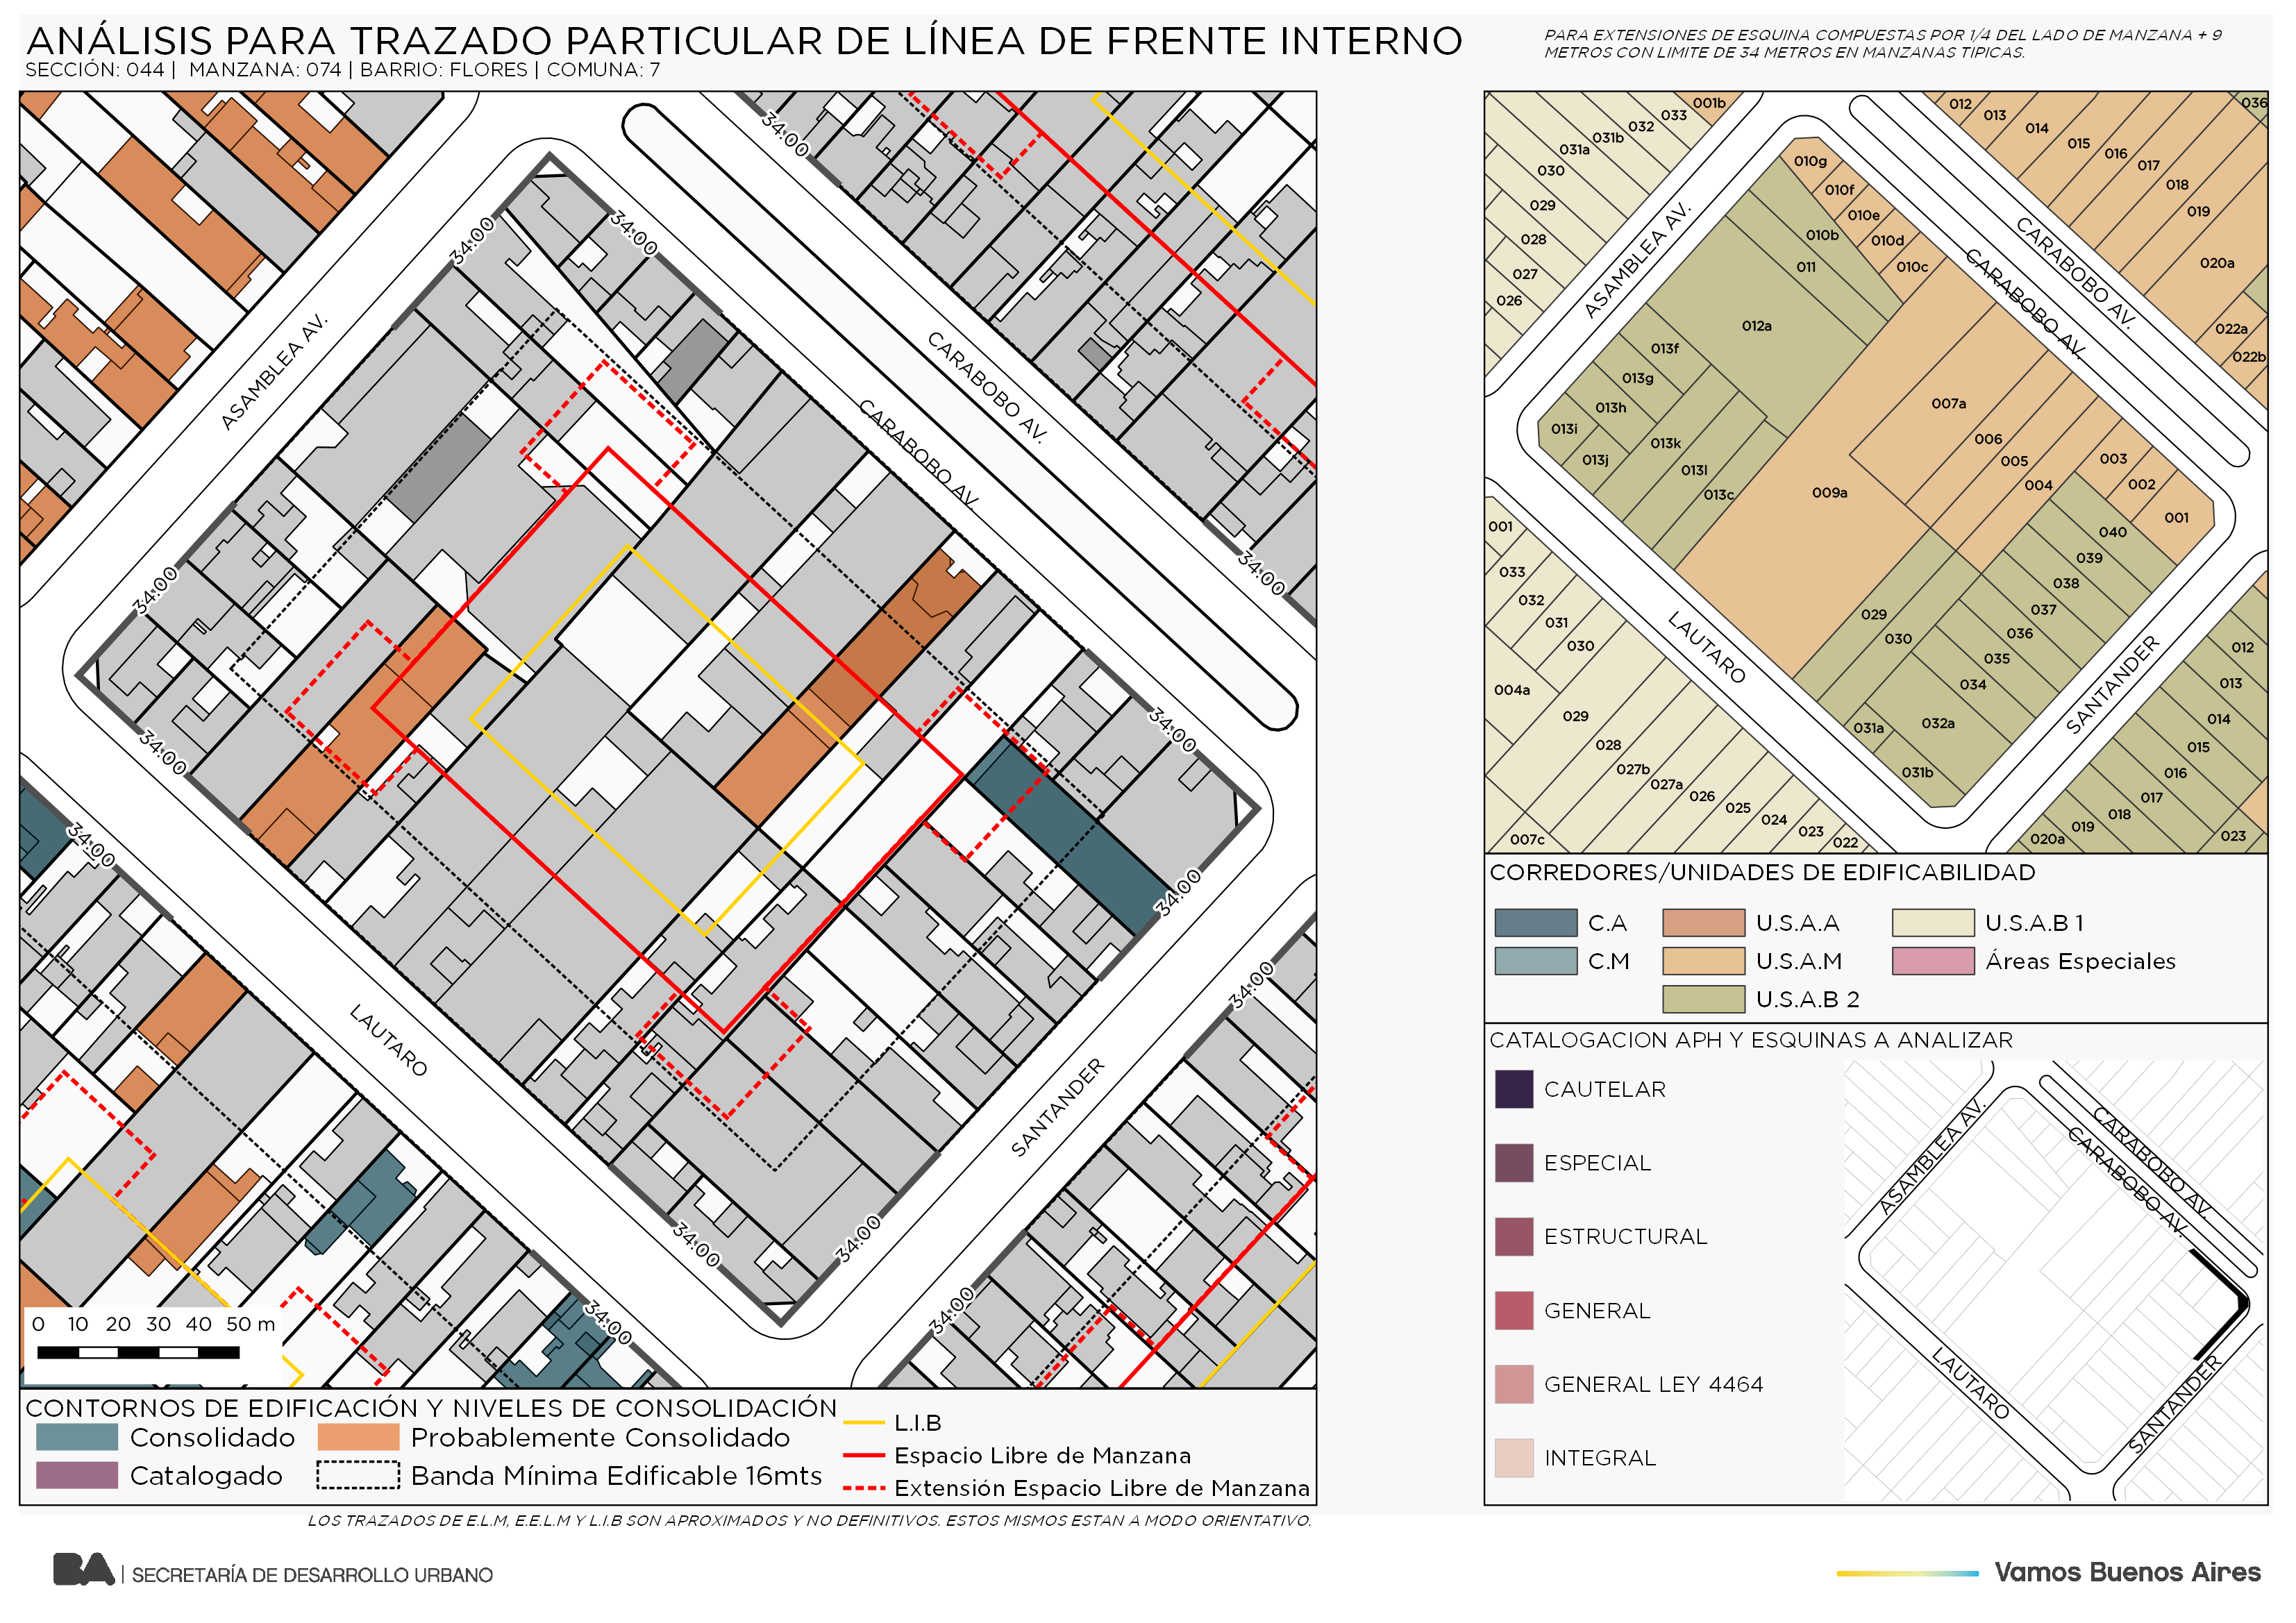 ANÁLISIS PARA TRAZADO PARTICULAR DE LÍNEA DE FRENTE INTERNO
SECCIÓN: 044 | MANZANA: 074 | BARRIO: FLORES | COMUNA: 7
PARA EXTENSIONES DE ESQUINA COMPUESTAS POR 1/4 DEL LADO DE MANZANA + 9
METROS CON LIMITE DE 34 METROS EN MANZANAS TIPICAS.
34:00
34:00
34:00
ASAMBLEA AV.
CARABOBO AV.
CARABOBO AV.
34:00
34:00
34:00
34:00
34:00
34:00
34:00
LAUTARO
SANTANDER
34:00
34:00
34:00
34:00
0 10 20 30 40 50 m
CONTORNOS DE EDIFICACIÓN Y NIVELES DE CONSOLIDACIÓN
Consolidado
Probablemente Consolidado
Catalogado
Banda Mínima Edificable 16mts
L.I.B
Espacio Libre de Manzana
Extensión Espacio Libre de Manzana
LOS TRAZADOS DE E.L.M, E.E.L.M Y L.I.B SON APROXIMADOS Y NO DEFINITIVOS. ESTOS MISMOS ESTAN A MODO ORIENTATIVO.
001b
033
032
031b
031a
030
029
028
027
026
012
013
014
015
016
017
018
019
020a
022a
022b
036
ASAMBLEA AV.
CARABOBO AV.
CARABOBO AV.
010g
010f
010e
010d
010c
010b
011
012a
013f
013g
013h
013i
013j
013k
013l
013c
009a
007a
006
005
004
003
002
001
040
039
038
037
036
035
034
029
030
031a
032a
031b
LAUTARO
SANTANDER
001
033
032
031
030
004a
029
028
027b
027a
026
025
024
023
022
007c
012
013
014
015
016
017
018
019
020a
023
CORREDORES/UNIDADES DE EDIFICABILIDAD
C.A
U.S.A.A
U.S.A.B 1
C.M
U.S.A.M
Áreas Especiales
U.S.A.B 2
CATALOGACION APH Y ESQUINAS A ANALIZAR
CAUTELAR
ESPECIAL
ESTRUCTURAL
GENERAL
GENERAL LEY 4464
INTEGRAL
ASAMBLEA AV.
CARABOBO AV.
CARABOBO AV.
LAUTARO
SANTANDER
BA | SECRETARÍA DE DESARROLLO URBANO
Vamos Buenos Aires